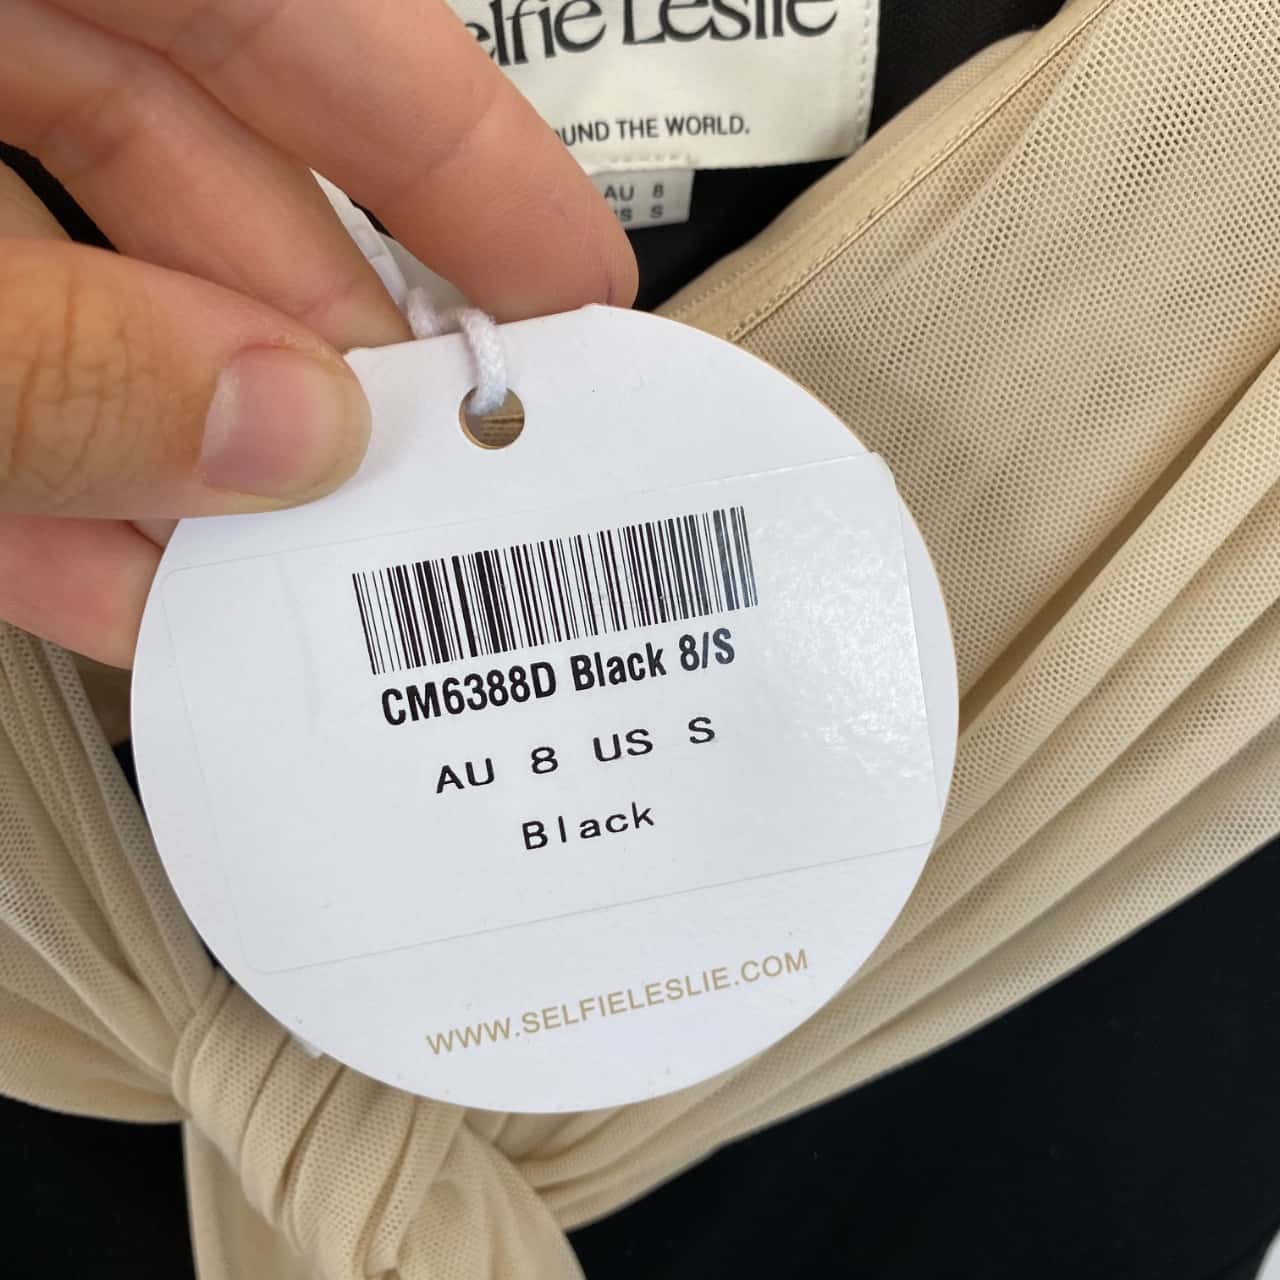 elfie Leslie
UND THE WORLD.
AU 8
US S
CM6388D Black 8/S
AU 8 US S
Black
WWW.SELFIELESLIE.COM